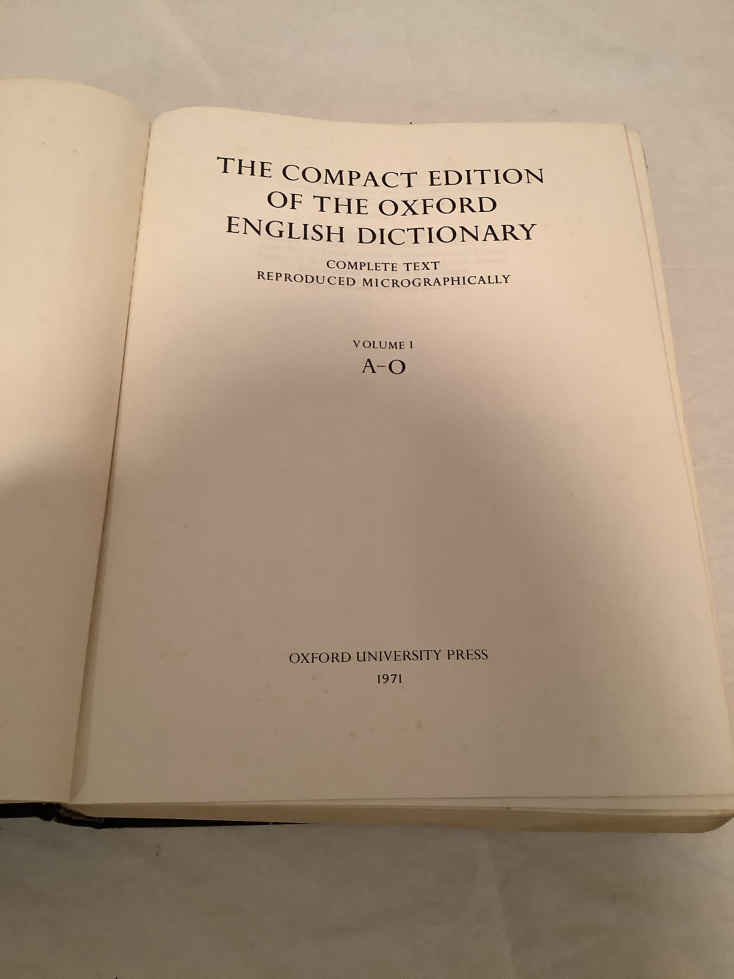 THE COMPACT EDITION
OF THE OXFORD
ENGLISH DICTIONARY
COMPLETE TEXT
REPRODUCED MICROGRAPHICALLY
VOLUME I
A–O
OXFORD UNIVERSITY PRESS
1971